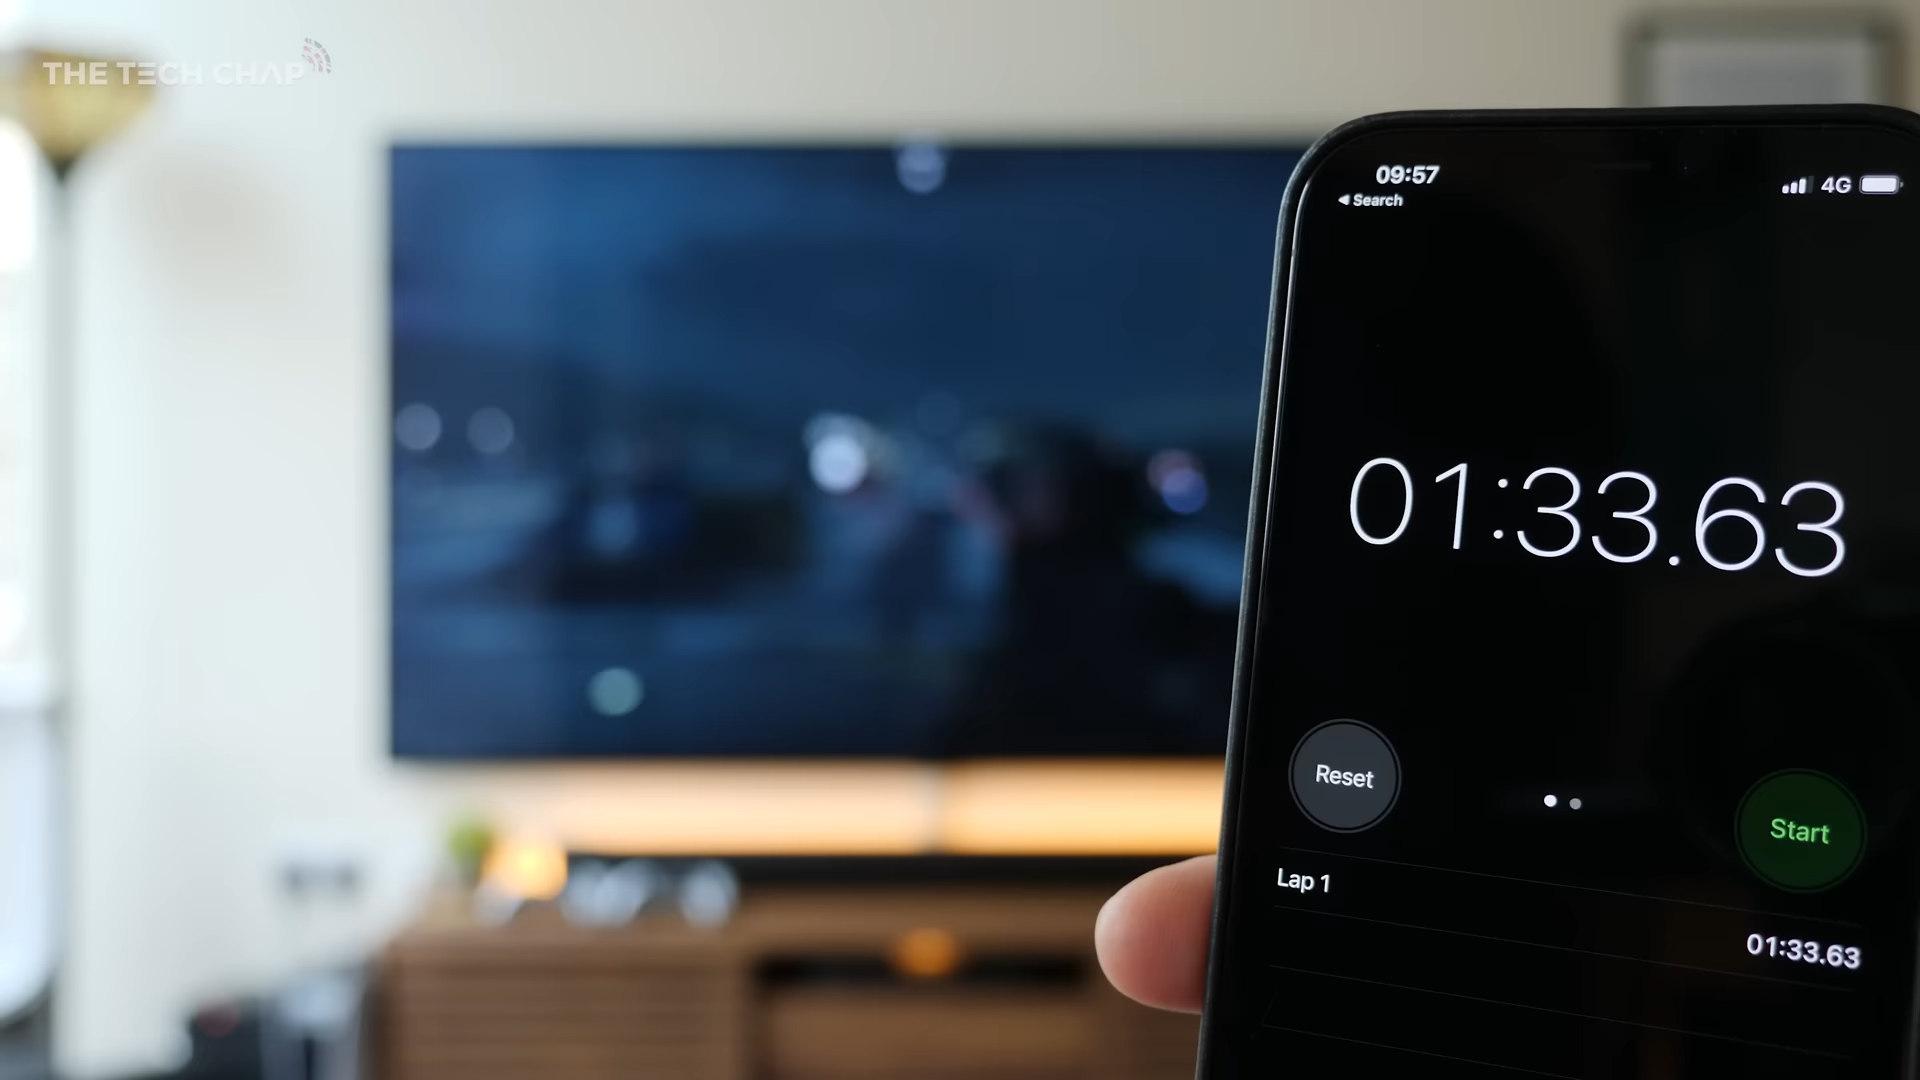 THE TECH CHAP
09:57
◀ Search
4G
01:33.63
Reset
Start
Lap 1
01:33.63